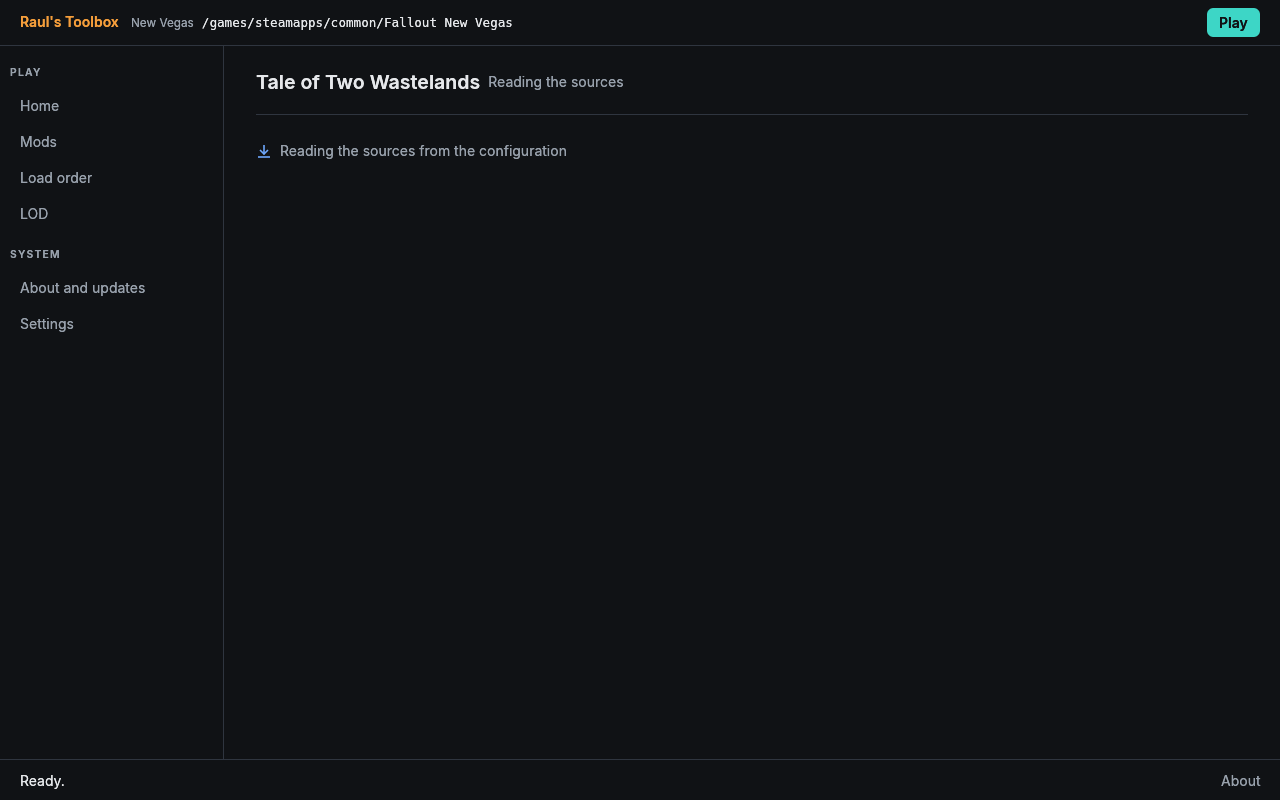 Raul's Toolbox New Vegas /games/steamapps/common/Fallout New Vegas Play
PLAY
Home
Mods
Load order
LOD
SYSTEM
About and updates
Settings
Tale of Two Wastelands Reading the sources
Reading the sources from the configuration
Ready. About